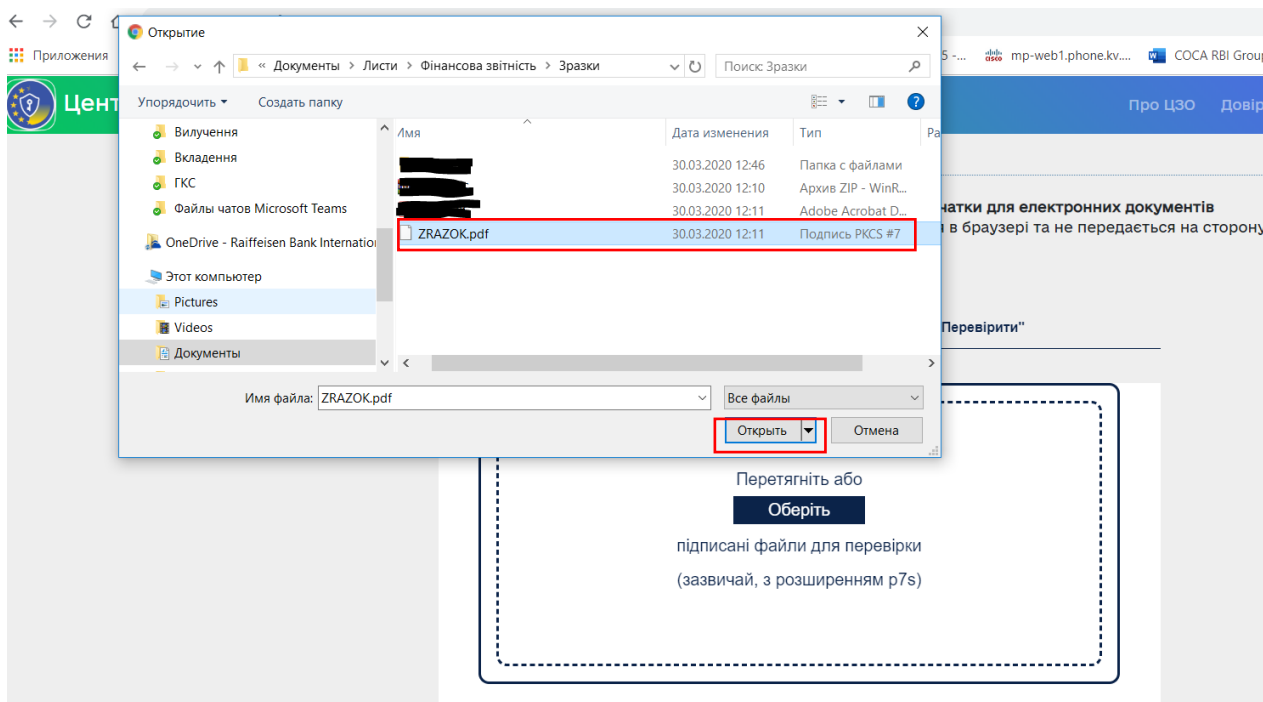 Открытие
Приложения
« Документы > Листи > Фінансова звітність > Зразки
Поиск: Зразки
5 -...
cisco
mp-web1.phone.kv....
COCA RBI Group
Цент
Упорядочить
Создать папку
Про ЦЗО
Довір
Вилучення
Вкладення
ГКС
Файлы чатов Microsoft Teams
OneDrive - Raiffeisen Bank Internation
Этот компьютер
Pictures
Videos
Документы
Имя
Дата изменения
Тип
Ра
30.03.2020 12:46
Папка с файлами
30.03.2020 12:10
Архив ZIP - WinR...
30.03.2020 12:11
Adobe Acrobat D...
ZRAZOK.pdf
30.03.2020 12:11
Подпись PKCS #7
чатки для електронних документів
я в браузері та не передається на сторону
Перевірити"
Имя файла:
ZRAZOK.pdf
Все файлы
Открыть
Отмена
Перетягніть або
Оберіть
підписані файли для перевірки
(зазвичай, з розширенням p7s)